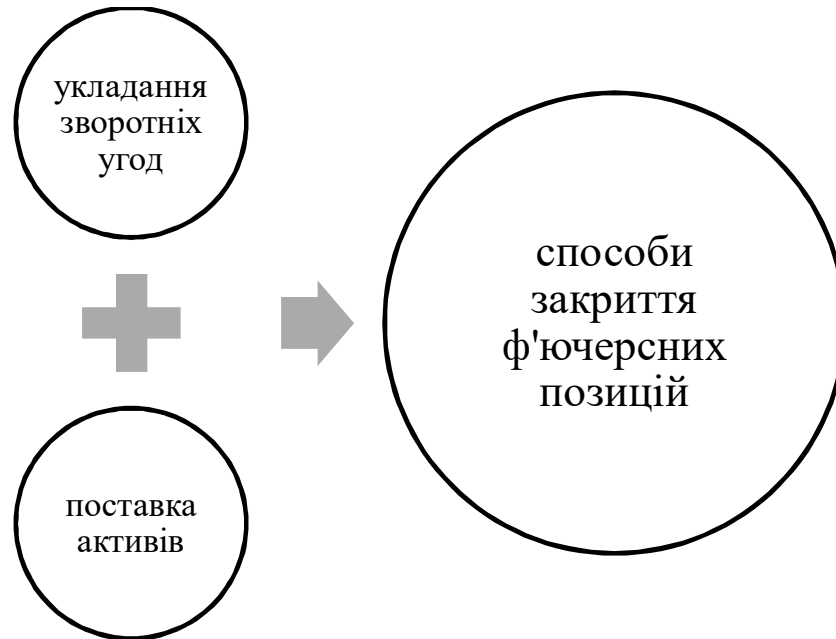 укладання
зворотніх
угод
поставка
активів
способи
закриття
ф'ючерсних
позицій